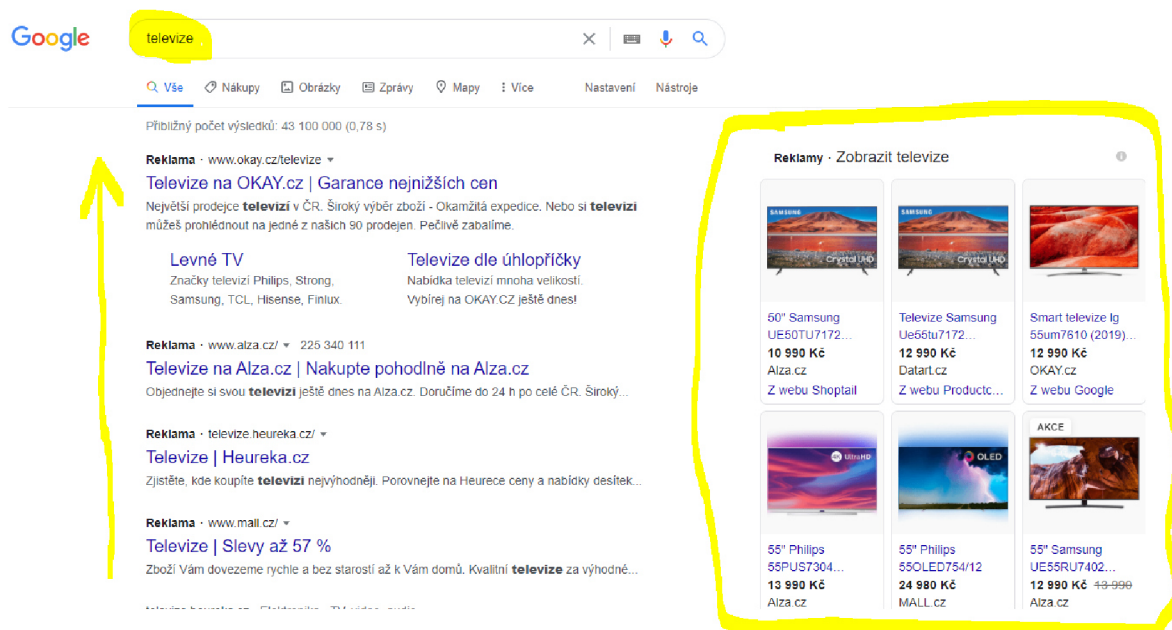 Google
televize
Vše Nákupy Obrázky Zprávy Mapy Více Nastavení Nástroje
Přibližný počet výsledků: 43 100 000 (0,78 s)
Reklama · www.okay.cz/televize
Televize na OKAY.cz | Garance nejnižších cen
Největší prodejce televizí v ČR. Široký výběr zboží - Okamžitá expedice. Nebo si televizi
můžeš prohlédnout na jedné z našich 90 prodejen. Pečlivě zabalíme.
Levné TV
Značky televizí Philips, Strong,
Samsung, TCL, Hisense, Finlux.
Televize dle úhlopříčky
Nabídka televizí mnoha velikostí.
Vybírej na OKAY.CZ ještě dnes!
Reklama · www.alza.cz/ 225 340 111
Televize na Alza.cz | Nakupte pohodlně na Alza.cz
Objednejte si svou televizi ještě dnes na Alza.cz. Doručíme do 24 h po celé ČR. Široký...
Reklama · televize.heureka.cz/
Televize | Heureka.cz
Zjistěte, kde koupíte televizi nejvýhodněji. Porovnejte na Heurece ceny a nabídky desítek...
Reklama · www.mall.cz/
Televize | Slevy až 57 %
Zboží Vám dovezeme rychle a bez starostí až k Vám domů. Kvalitní televize za výhodné...
Reklamy · Zobrazit televize
SAMSUNG
Crystal UHD
50" Samsung
UE50TU7172...
10 990 Kč
Alza.cz
Z webu Shoptail
SAMSUNG
Crystal UHD
Televize Samsung
Ue55tu7172...
12 990 Kč
Datart.cz
Z webu Productc...
Smart televize lg
55um7610 (2019)...
12 990 Kč
OKAY.cz
Z webu Google
4K UltraHD
55" Philips
55PUS7304...
13 990 Kč
Alza.cz
OLED
55" Philips
55OLED754/12
24 980 Kč
MALL.cz
AKCE
55" Samsung
UE55RU7402...
12 990 Kč 13 990
Alza.cz